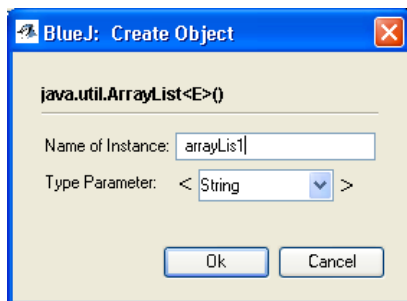 BlueJ: Create Object
java.util.ArrayList<E>()
Name of Instance: arrayLis1
Type Parameter: < String >
Ok Cancel